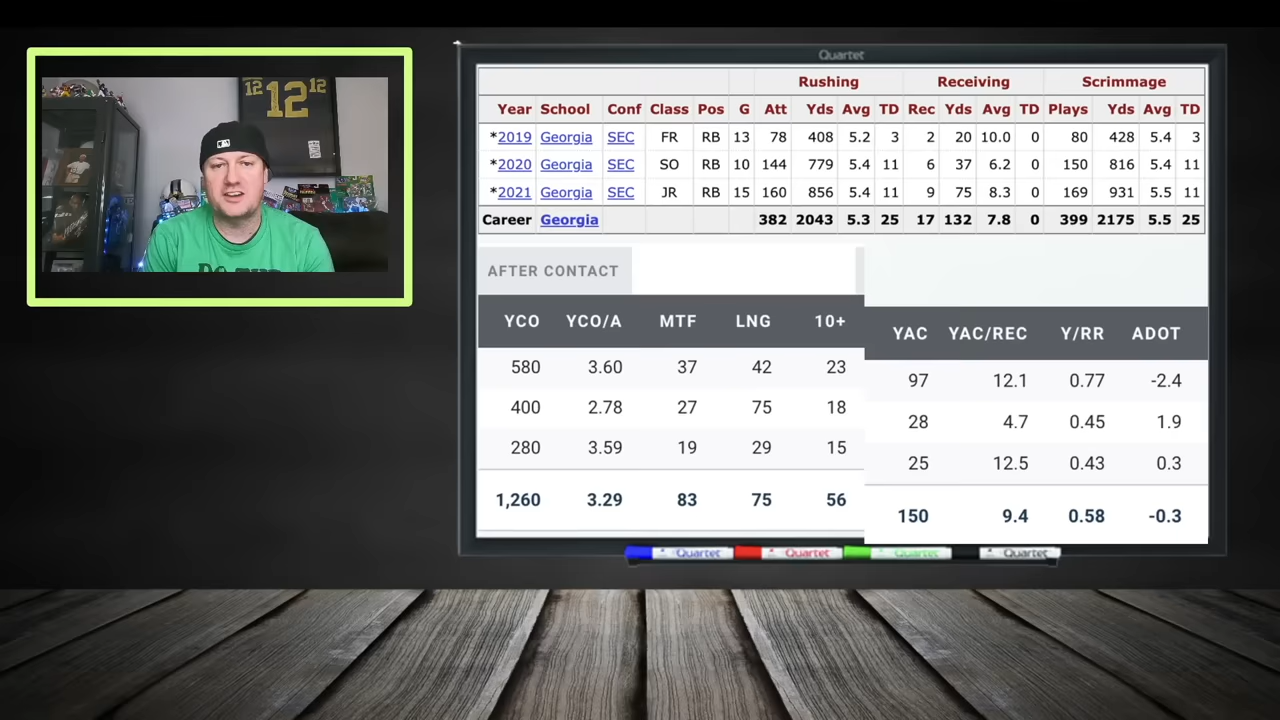 12 12 12
Quartet
Rushing Receiving Scrimmage
Year School Conf Class Pos G Att Yds Avg TD Rec Yds Avg TD Plays Yds Avg TD
*2019 Georgia SEC FR RB 13 78 408 5.2 3 2 20 10.0 0 80 428 5.4 3
*2020 Georgia SEC SO RB 10 144 779 5.4 11 6 37 6.2 0 150 816 5.4 11
*2021 Georgia SEC JR RB 15 160 856 5.4 11 9 75 8.3 0 169 931 5.5 11
Career Georgia 382 2043 5.3 25 17 132 7.8 0 399 2175 5.5 25
AFTER CONTACT
YCO YCO/A MTF LNG 10+
580 3.60 37 42 23
400 2.78 27 75 18
280 3.59 19 29 15
1,260 3.29 83 75 56
YAC YAC/REC Y/RR ADOT
97 12.1 0.77 -2.4
28 4.7 0.45 1.9
25 12.5 0.43 0.3
150 9.4 0.58 -0.3
Quartet Quartet Quartet Quartet